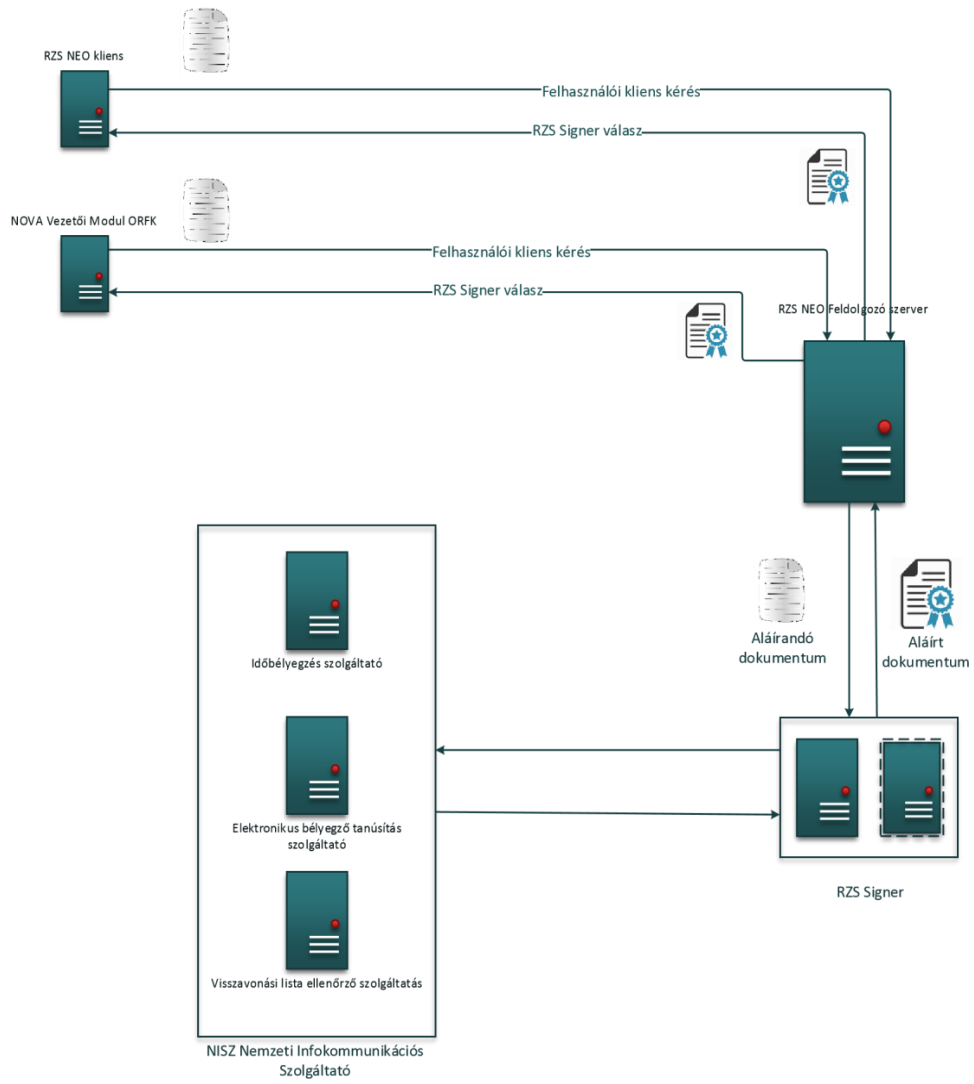 RZS NEO kliens
Felhasználói kliens kérés
RZS Signer válasz
NOVA Vezetői Modul ORFK
Felhasználói kliens kérés
RZS Signer válasz
RZS NEO Feldolgozó szerver
Aláírandó
dokumentum
Aláírt
dokumentum
Időbélyegzés szolgáltató
Elektronikus bélyegző tanúsítás
szolgáltató
Visszavonási lista ellenőrző szolgáltatás
RZS Signer
NISZ Nemzeti Infokommunikációs
Szolgáltató